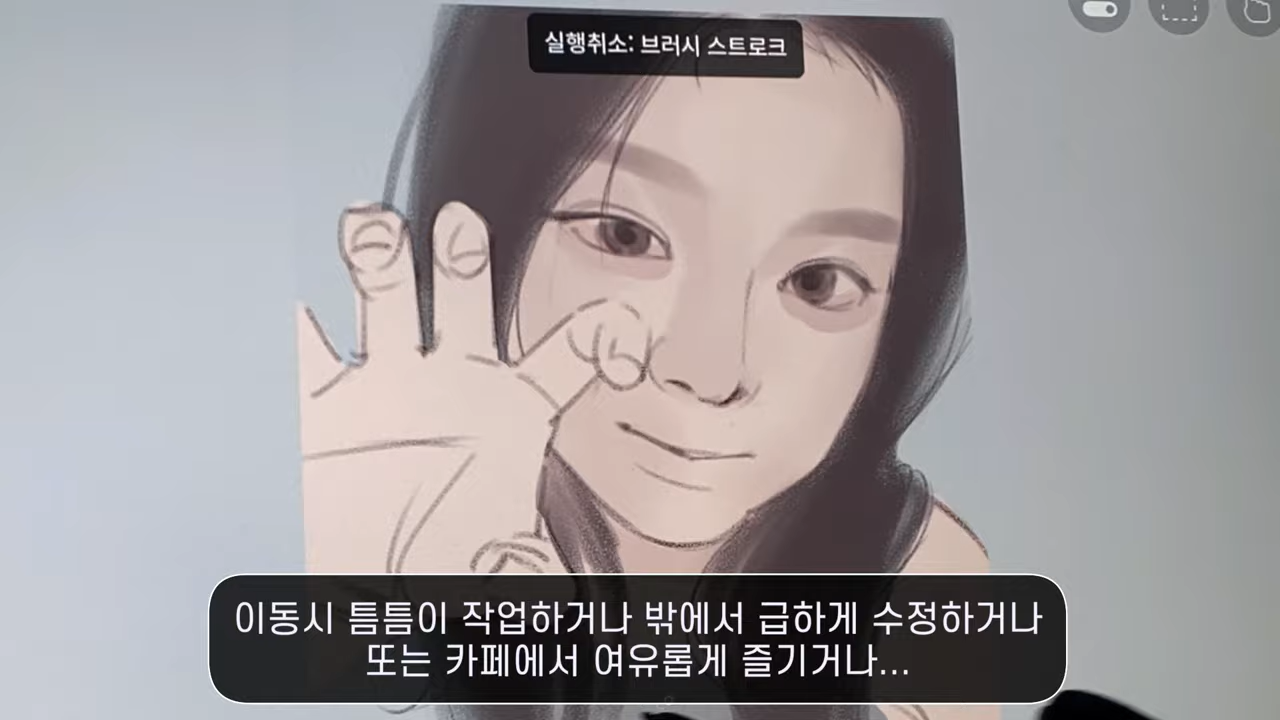 실행취소: 브러시 스트로크
이동시 틈틈이 작업하거나 밖에서 급하게 수정하거나
또는 카페에서 여유롭게 즐기거나...